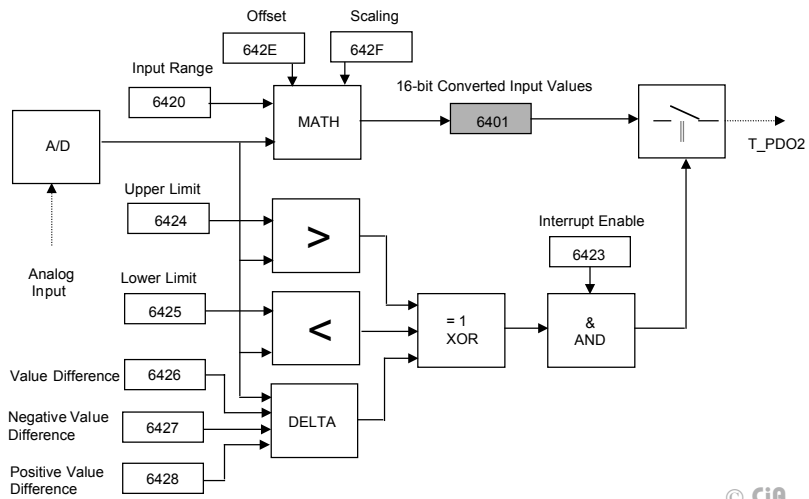 Offset
Scaling
642E
642F
Input Range
6420
16-bit Converted Input Values
A/D
MATH
6401
T_PDO2
Upper Limit
6424
>
Interrupt Enable
6423
Analog
Input
Lower Limit
6425
<
= 1
XOR
&
AND
Value Difference
6426
Negative Value
Difference
6427
DELTA
Positive Value
Difference
6428
© CiA